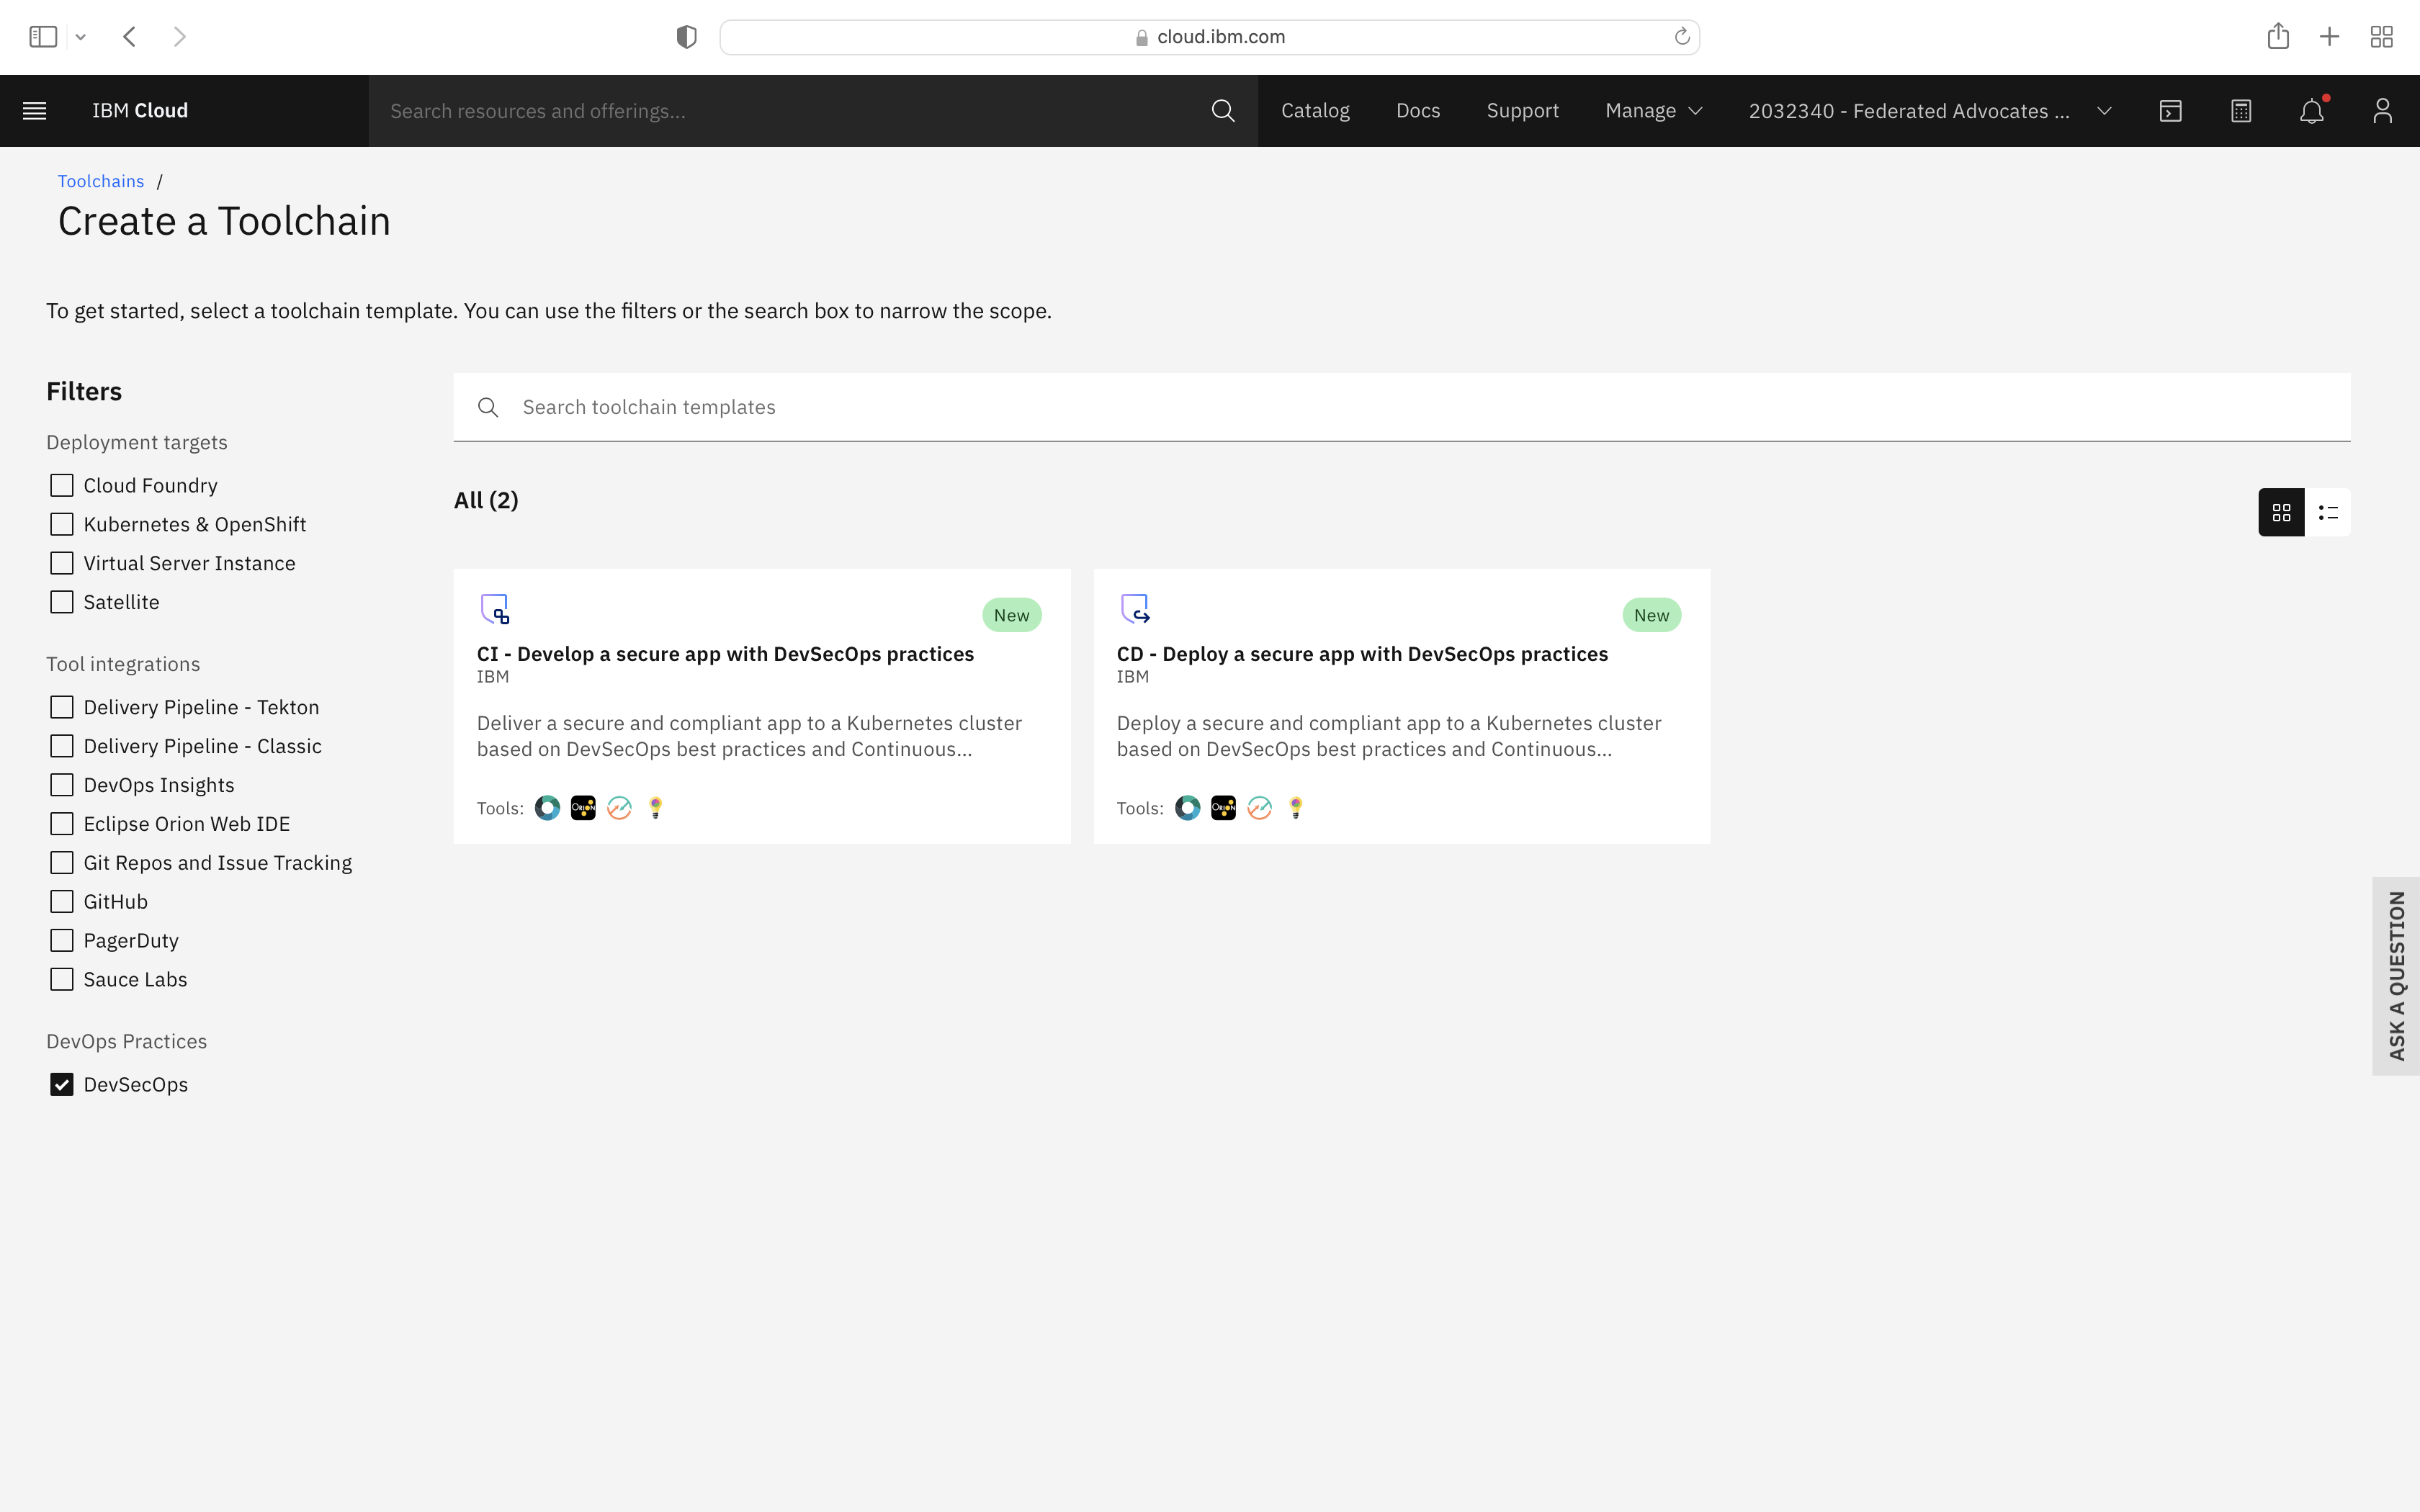 cloud.ibm.com
IBM Cloud
Search resources and offerings...
Catalog
Docs
Support
Manage
2032340 - Federated Advocates ...
Toolchains /
Create a Toolchain
To get started, select a toolchain template. You can use the filters or the search box to narrow the scope.
Filters
Deployment targets
Cloud Foundry
Kubernetes & OpenShift
Virtual Server Instance
Satellite
Tool integrations
Delivery Pipeline - Tekton
Delivery Pipeline - Classic
DevOps Insights
Eclipse Orion Web IDE
Git Repos and Issue Tracking
GitHub
PagerDuty
Sauce Labs
DevOps Practices
DevSecOps
Search toolchain templates
All (2)
New
CI - Develop a secure app with DevSecOps practices
IBM
Deliver a secure and compliant app to a Kubernetes cluster
based on DevSecOps best practices and Continuous...
Tools:
ORION
New
CD - Deploy a secure app with DevSecOps practices
IBM
Deploy a secure and compliant app to a Kubernetes cluster
based on DevSecOps best practices and Continuous...
Tools:
ORION
ASK A QUESTION